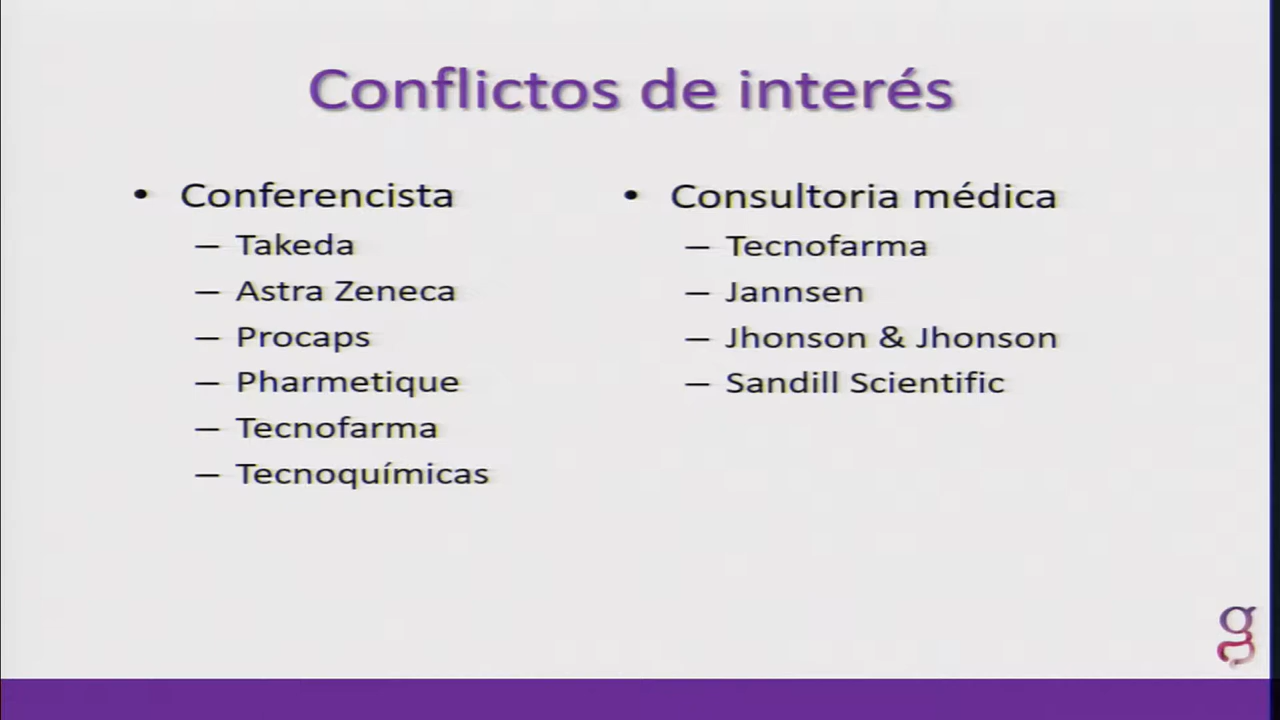 Conflictos de interés
• Conferencista
– Takeda
– Astra Zeneca
– Procaps
– Pharmetique
– Tecnofarma
– Tecnoquímicas
• Consultoria médica
– Tecnofarma
– Jannsen
– Jhonson & Jhonson
– Sandill Scientific